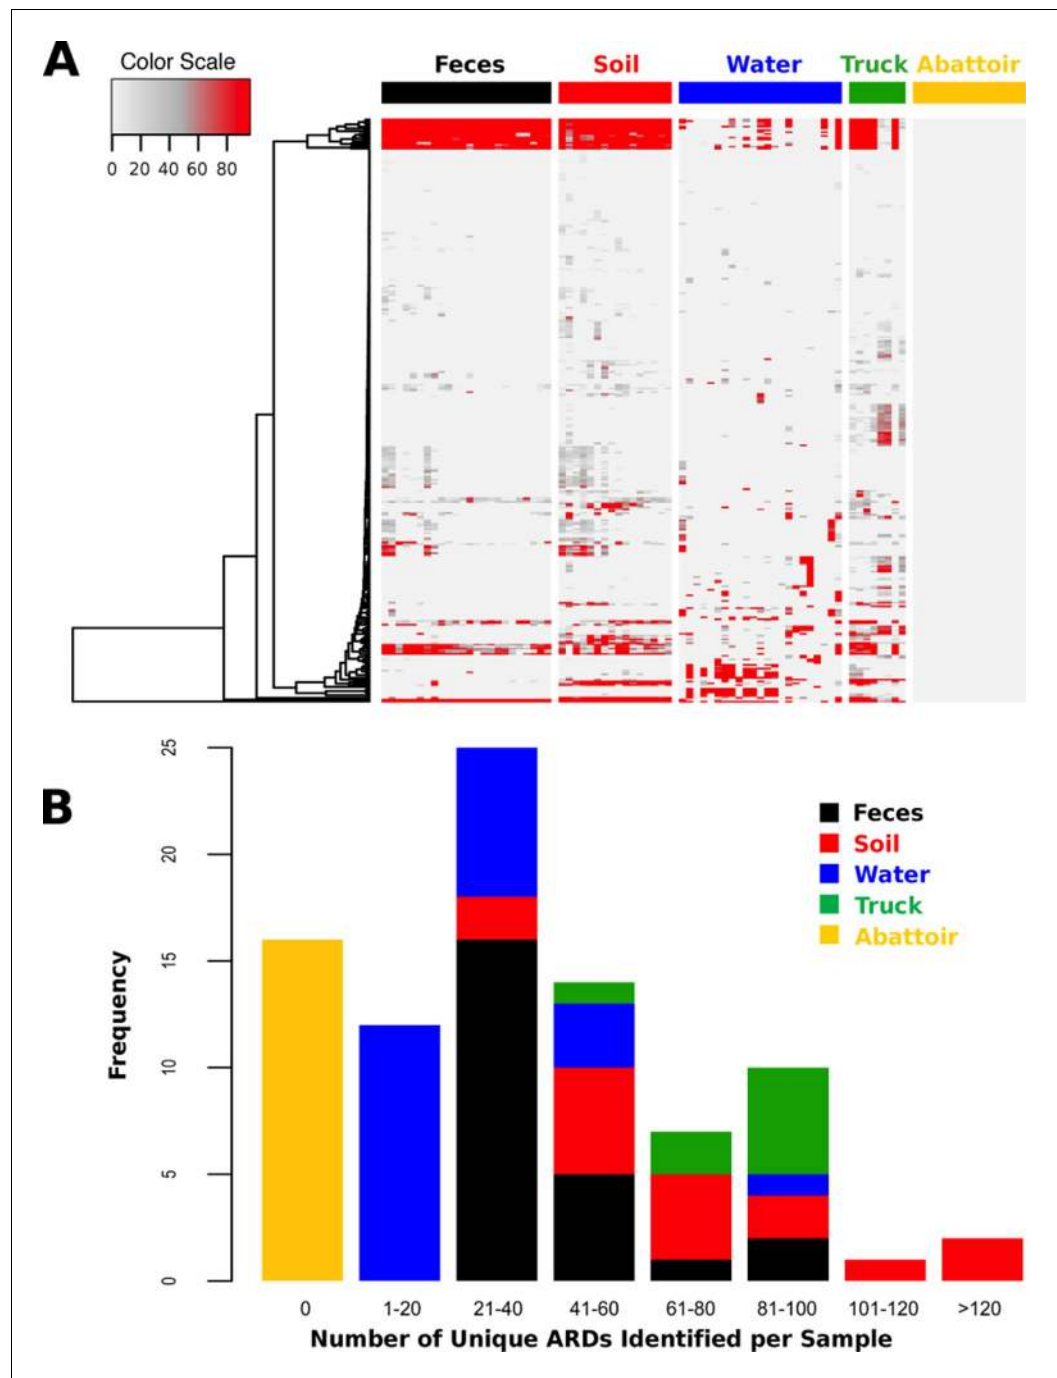 A
Color Scale
0 20 40 60 80
Feces Soil Water Truck Abattoir
B
25
20
15
10
5
0
Frequency
Feces
Soil
Water
Truck
Abattoir
0 1-20 21-40 41-60 61-80 81-100 101-120 >120
Number of Unique ARDs Identified per Sample